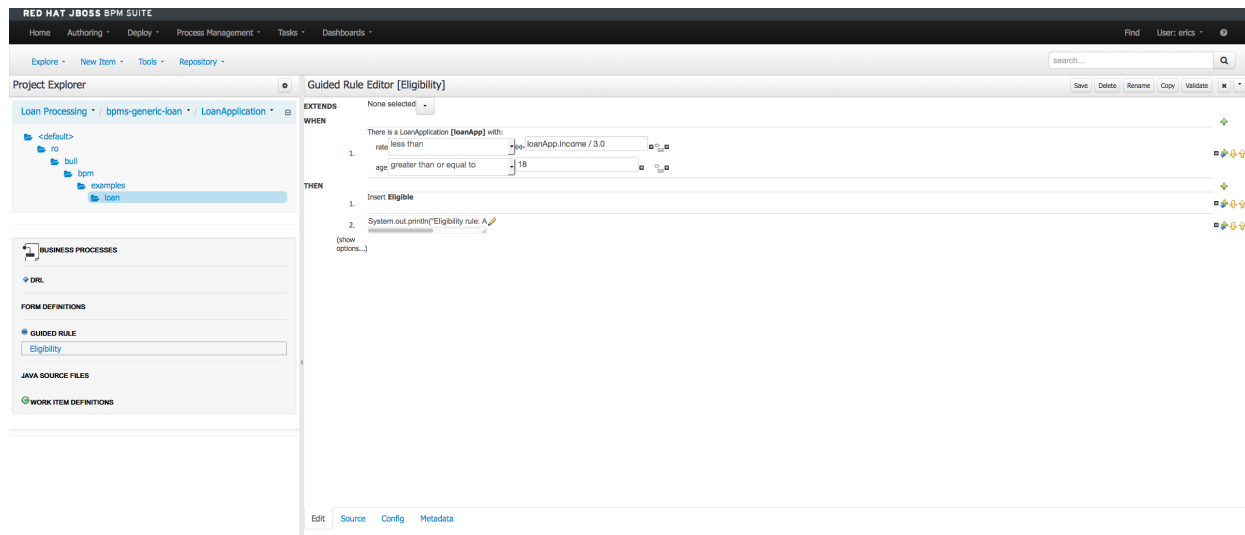 RED HAT JBOSS BPM SUITE
Home Authoring Deploy Process Management Tasks Dashboards Find User: erics
Explore New Item Tools Repository search...
Project Explorer
Loan Processing / bpms-generic-loan / LoanApplication
<default>
ro
bull
bpm
examples
loan
BUSINESS PROCESSES
DRL
FORM DEFINITIONS
GUIDED RULE
Eligibility
JAVA SOURCE FILES
WORK ITEM DEFINITIONS
Guided Rule Editor [Eligibility] Save Delete Rename Copy Validate
EXTENDS None selected
WHEN
There is a LoanApplication [loanApp] with:
1. rate less than loanApp.income / 3.0
age greater than or equal to 18
THEN
1. Insert Eligible
2. System.out.println("Eligibility rule: A
(show
options...)
Edit Source Config Metadata